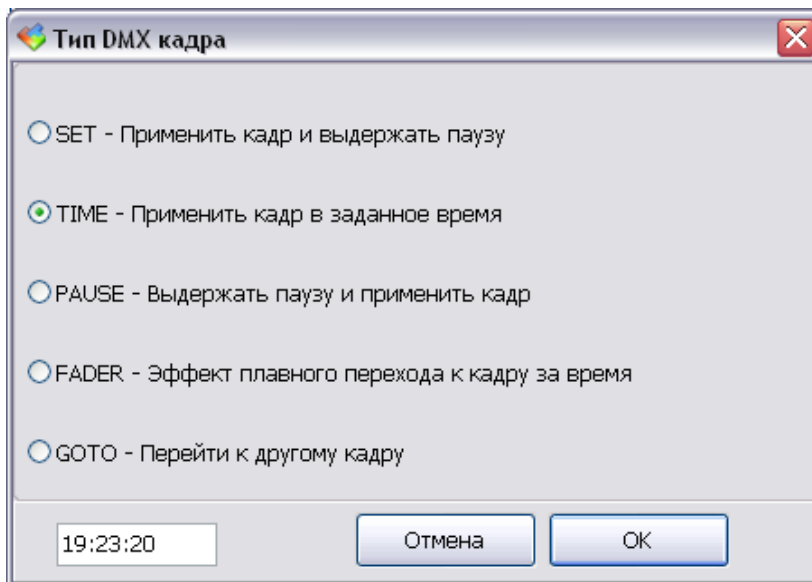 Тип DMX кадра
SET - Применить кадр и выдержать паузу
TIME - Применить кадр в заданное время
PAUSE - Выдержать паузу и применить кадр
FADER - Эффект плавного перехода к кадру за время
GOTO - Перейти к другому кадру
19:23:20 Отмена OK